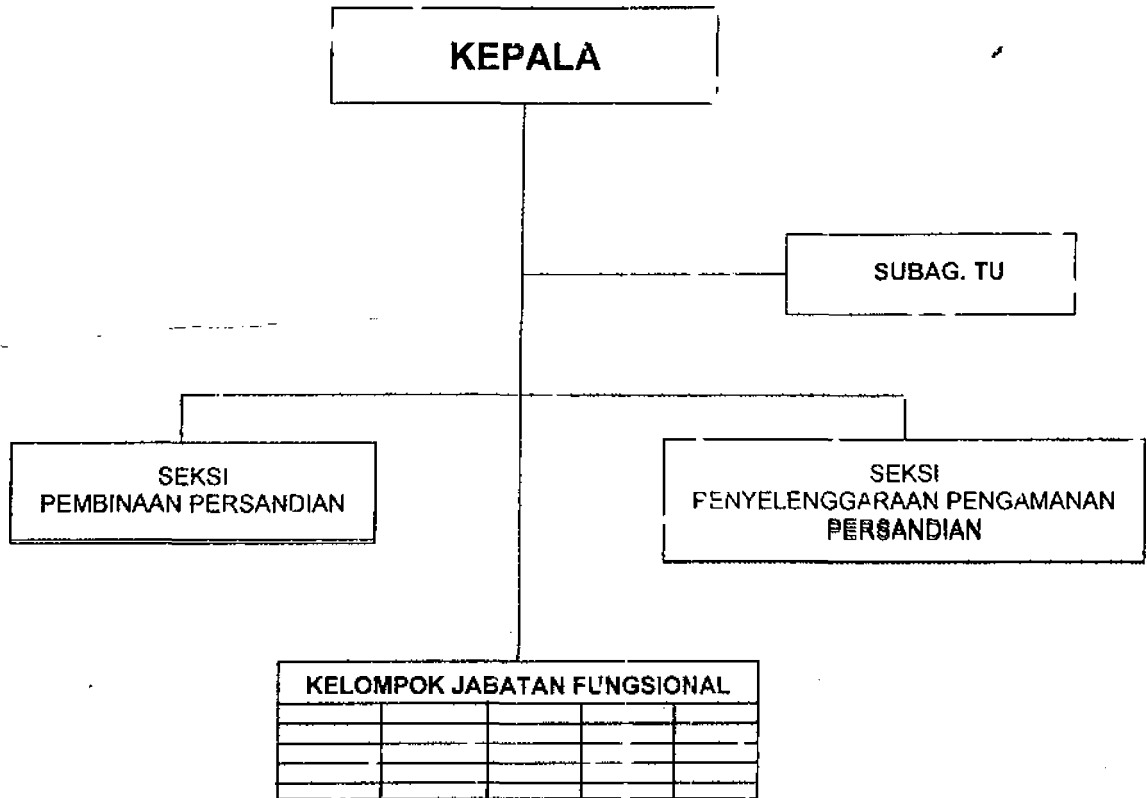 KEPALA
SUBAG. TU
SEKSI
PEMBINAAN PERSANDIAN
SEKSI
PENYELENGGARAAN PENGAMANAN
PERSANDIAN
KELOMPOK JABATAN FUNGSIONAL